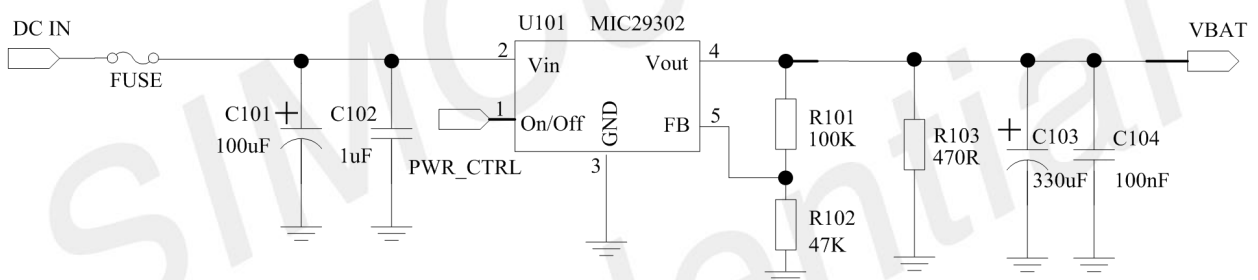 DC IN
FUSE
C101
100uF
C102
1uF
PWR_CTRL
U101 MIC29302
2
Vin
1
On/Off
GND
3
Vout
4
FB
5
R101
100K
R102
47K
R103
470R
C103
330uF
C104
100nF
VBAT